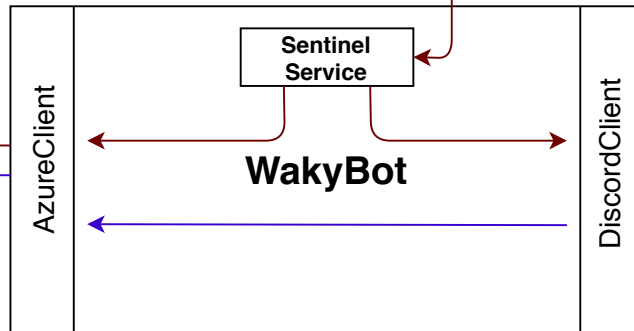 Sentinel
Service
AzureClient
WakyBot
DiscordClient